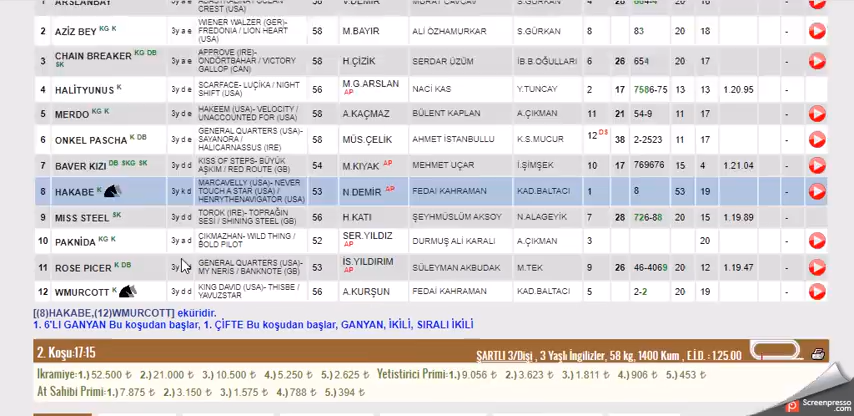 ARSLANBAY
2 AZİZ BEY KG K 3y a e WIENER WALZER (GER)- FREDONIA / LION HEART (USA) 58 M.BAYIR ALİ ÖZHAMURKAR S.GÜRKAN 8 83 20 18 -
3 CHAIN BREAKER KG DB SK 3y a e APPROVE (IRE)- ONDÖRTBAHAR / VICTORY GALLOP (CAN) 58 H.ÇİZİK SERDAR ÜZÜM İB.B.OĞULLARI 6 26 654 20 17 -
4 HALİTYUNUS K 3y d e SCARFACE- LUÇİKA / NIGHT SHIFT (USA) 56 M.G.ARSLAN AP NACİ KAS Y.TUNCAY 2 17 7586-75 13 13 1.20.95 -
5 MERDO KG K 3y d e HAKEEM (USA)- VELOCITY / UNACCOUNTED FOR (USA) 58 A.KAÇMAZ BÜLENT KAPLAN A.ÇIKMAN 11 21 54-9 11 17 -
6 ONKEL PASCHA K DB 3y d e GENERAL QUARTERS (USA)- SAYANORA / HALICARNASSUS (IRE) 58 MÜS.ÇELİK AHMET İSTANBULLU K.S.MUCUR 12 DS 38 2-2523 11 17 -
7 BAVER KIZI DB SKG SK 3y d d KISS OF STEPS- BÜYÜK AŞKIM / RED ROUTE (GB) 54 M.KIYAK AP MEHMET UÇAR İ.ŞİMŞEK 10 17 769676 15 4 1.21.04 -
8 HAKABE K 3y k d MARCAVELLY (USA)- NEVER TOUCH A STAR (USA) / HENRYTHENAVIGATOR (USA) 53 N.DEMİR AP FEDAİ KAHRAMAN KAD.BALTACI 1 8 53 19 -
9 MISS STEEL SK 3y d d TOROK (IRE)- TOPRAĞIN SESİ / SHINING STEEL (GB) 56 H.KATI ŞEYHMÜSLÜM AKSOY N.ALAGEYİK 7 28 726-88 20 15 1.19.89 -
10 PAKNİDA KG K 3y a d CIKMAZHAN- WILD THING / BOLD PILOT 52 SER.YILDIZ AP DURMUŞ ALİ KARALI A.ÇIKMAN 3 20 -
11 ROSE PICER K DB 3y GENERAL QUARTERS (USA)- MY NERIS / BANKNOTE (GB) 53 İS.YILDIRIM AP SÜLEYMAN AKBUDAK M.TEK 9 26 46-4069 20 12 1.19.47 -
12 WMURCOTT K 3y d d KING DAVID (USA)- THISBE / YAVUZSTAR 56 A.KURŞUN FEDAİ KAHRAMAN KAD.BALTACI 5 2-2 20 19 -
[(8)HAKABE,(12)WMURCOTT] eküridir.
1. 6'LI GANYAN Bu koşudan başlar, 1. ÇİFTE Bu koşudan başlar, GANYAN, İKİLİ, SIRALI İKİLİ
2. Koşu:17:15 ŞARTLI 3/Dişi , 3 Yaşlı İngilizler, 58 kg, 1400 Kum , E.İ.D. : 1.25.00
Ikramiye:1.) 52.500 ₺ 2.) 21.000 ₺ 3.) 10.500 ₺ 4.) 5.250 ₺ 5.) 2.625 ₺ Yetistirici Primi:1.) 9.056 ₺ 2.) 3.623 ₺ 3.) 1.811 ₺ 4.) 906 ₺ 5.) 453 ₺
At Sahibi Primi:1.) 7.875 ₺ 2.) 3.150 ₺ 3.) 1.575 ₺ 4.) 788 ₺ 5.) 394 ₺
Screenpresso.com